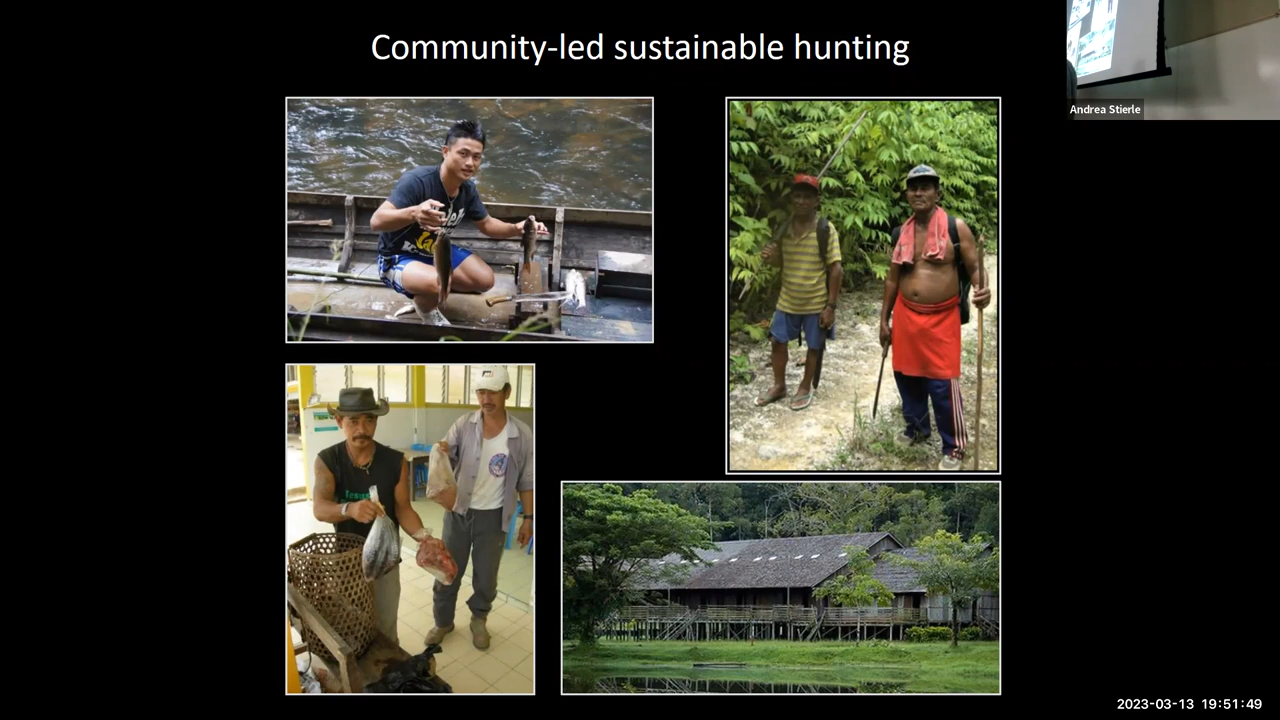 Community-led sustainable hunting
Andrea Stierle
2023-03-13 19:51:49